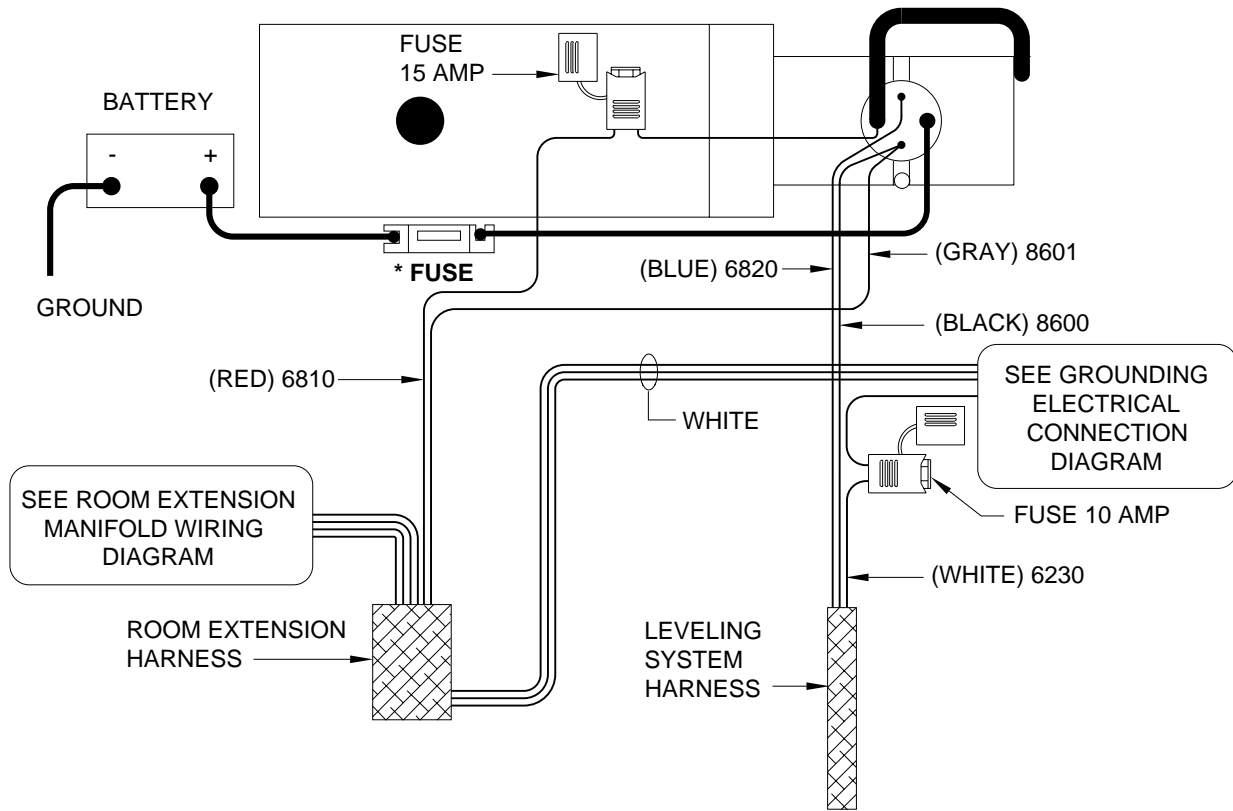 FUSE
15 AMP
BATTERY
-
+
* FUSE
GROUND
(BLUE) 6820
(GRAY) 8601
(BLACK) 8600
(RED) 6810
WHITE
SEE GROUNDING
ELECTRICAL
CONNECTION
DIAGRAM
SEE ROOM EXTENSION
MANIFOLD WIRING
DIAGRAM
FUSE 10 AMP
(WHITE) 6230
ROOM EXTENSION
HARNESS
LEVELING
SYSTEM
HARNESS